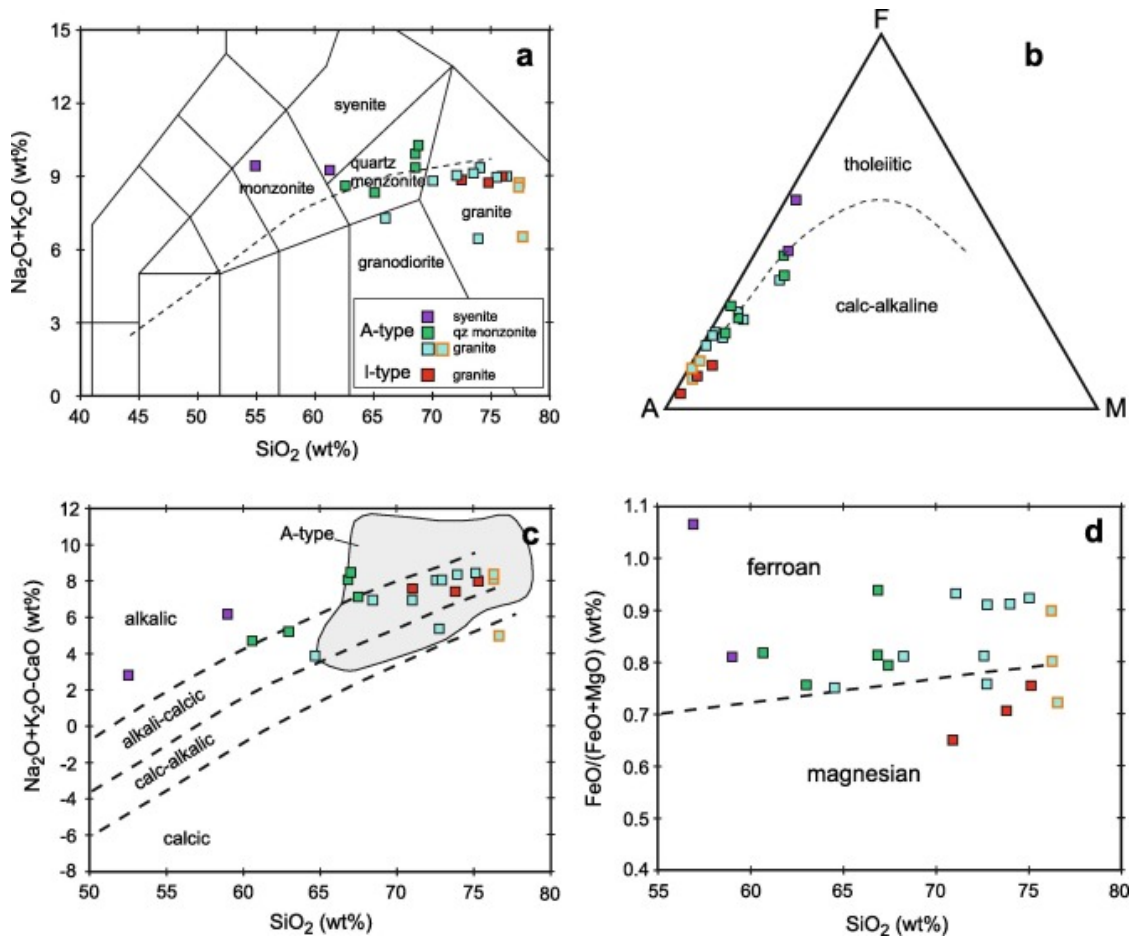 a
Na2O+K2O (wt%)
15
12
9
6
3
0
syenite
quartz
monzonite
monzonite
granite
granodiorite
A-type
syenite
qz monzonite
granite
I-type
granite
40 45 50 55 60 65 70 75 80
SiO2 (wt%)
b
F
tholeiitic
calc-alkaline
A
M
c
Na2O+K2O-CaO (wt%)
12
10
8
6
4
2
0
-2
-4
-6
-8
A-type
alkalic
alkali-calcic
calc-alkalic
calcic
50 55 60 65 70 75 80
SiO2 (wt%)
d
FeO/(FeO+MgO) (wt%)
1.1
1.0
0.9
0.8
0.7
0.6
0.5
0.4
ferroan
magnesian
55 60 65 70 75 80
SiO2 (wt%)